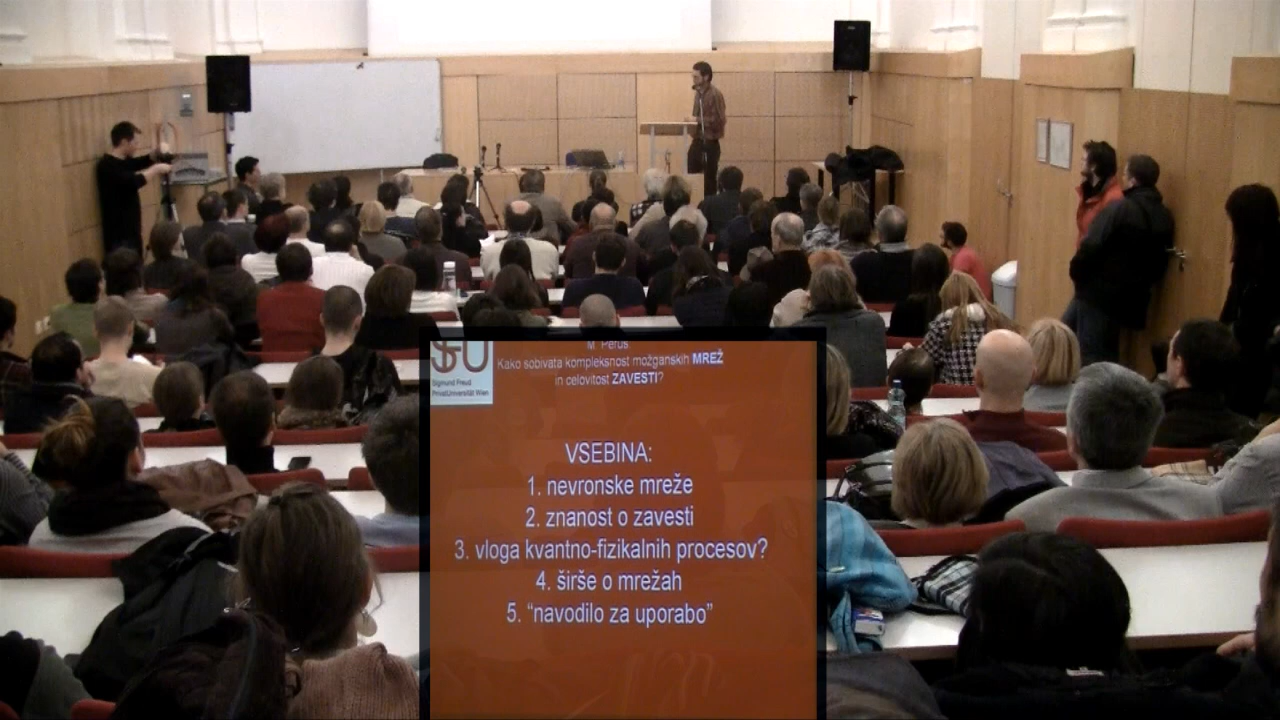 SFU
Sigmund Freud
PrivatUniversität Wien
M. Peruš
Kako sobivata kompleksnost možganskih MREŽ
in celovitost ZAVESTI?
VSEBINA:
1. nevronske mreže
2. znanost o zavesti
3. vloga kvantno-fizikalnih procesov?
4. širše o mrežah
5. “navodilo za uporabo”